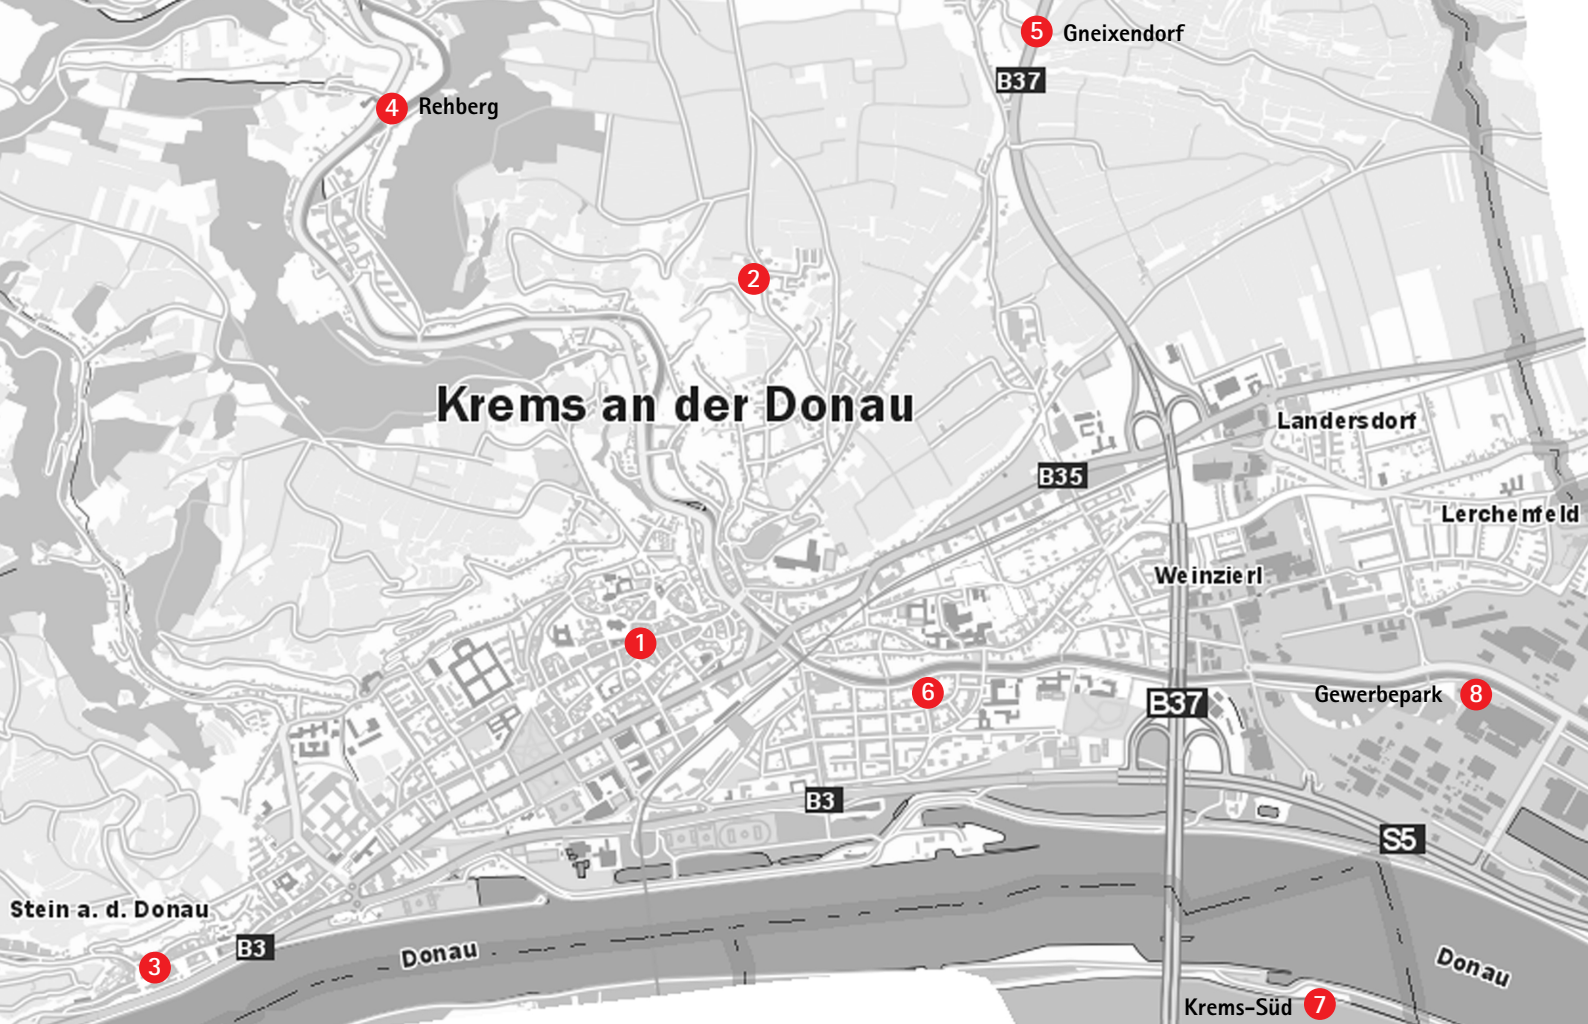 5 Gneixendorf
B37
4 Rehberg
2
Krems an der Donau
Landersdorf
B35
Lerchenfeld
Weinzierl
1
6
B37
Gewerbepark 8
B3
S5
Stein a. d. Donau
B3
Donau
3
Donau
Krems-Süd 7